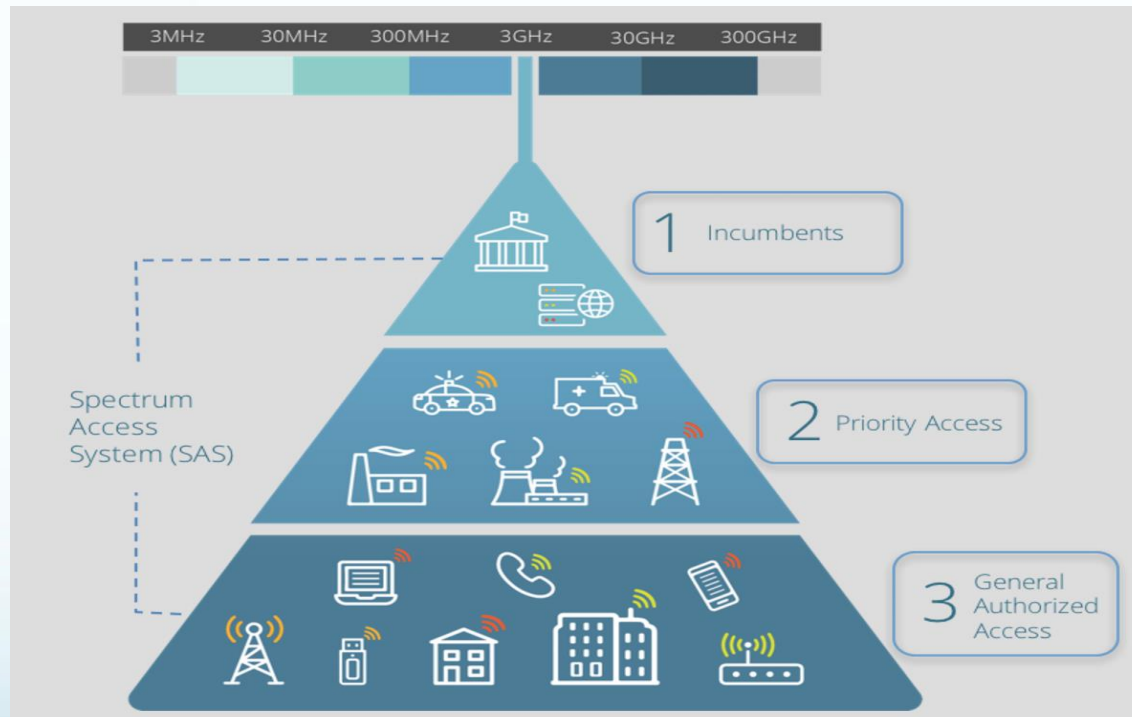 3MHz 30MHz 300MHz 3GHz 30GHz 300GHz
1 Incumbents
2 Priority Access
Spectrum
Access
System (SAS)
3 General
Authorized
Access